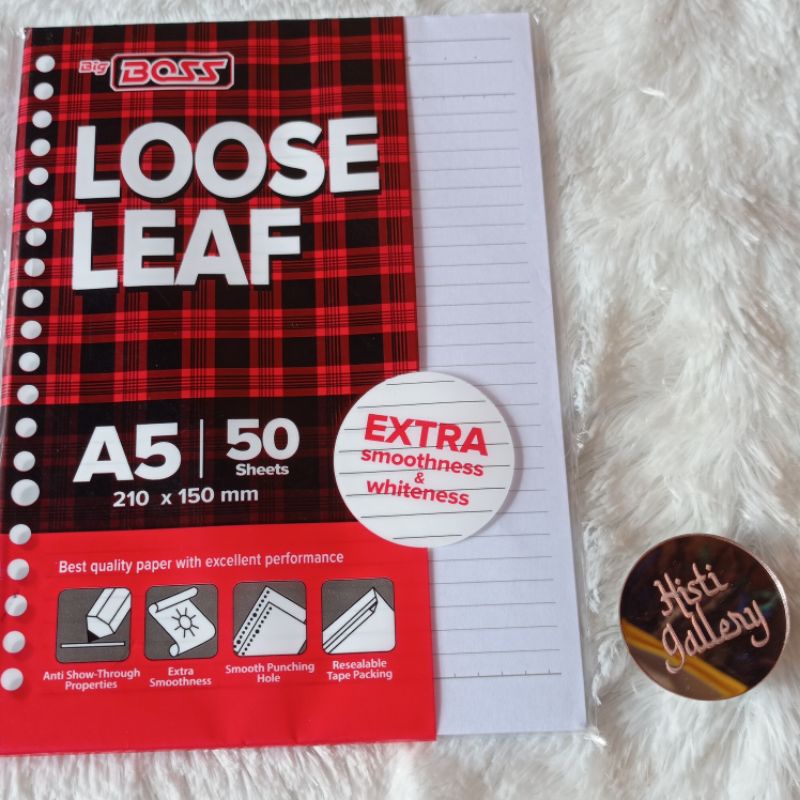 Big BOSS
LOOSE
LEAF
A5 | 50
Sheets
210 x 150 mm
EXTRA
smoothness
&
whiteness
Best quality paper with excellent performance
Anti Show-Through
Properties
Extra
Smoothness
Smooth Punching
Hole
Resealable
Tape Packing
Histi
gallery